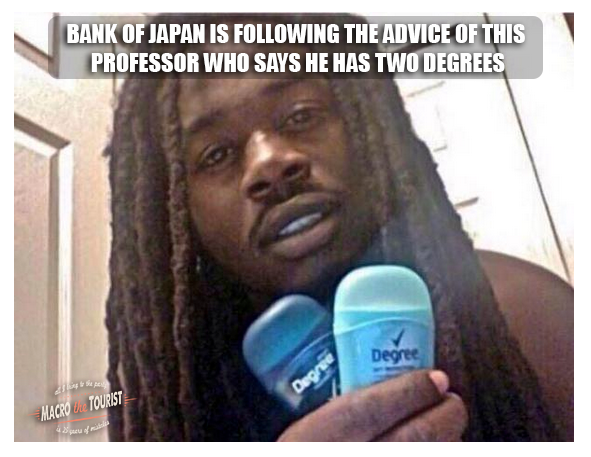 BANK OF JAPAN IS FOLLOWING THE ADVICE OF THIS
PROFESSOR WHO SAYS HE HAS TWO DEGREES
Degree
Degree
MACRO the TOURIST